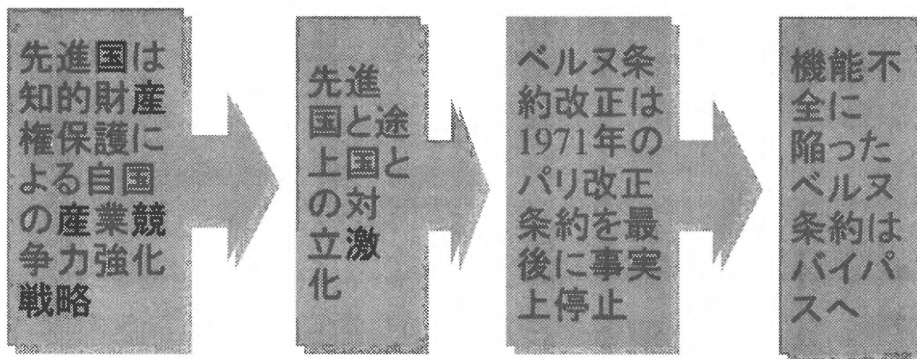 先進国は
知的財産
権保護に
よる自国
の産業競
争力強化
戦略
先進
国と途
上国と
の対
立激
化
ベルヌ条
約改正は
1971年の
パリ改正
条約を最
後に事実
上停止
機能不
全に
陥った
ベルヌ
条約は
バイパ
スへ